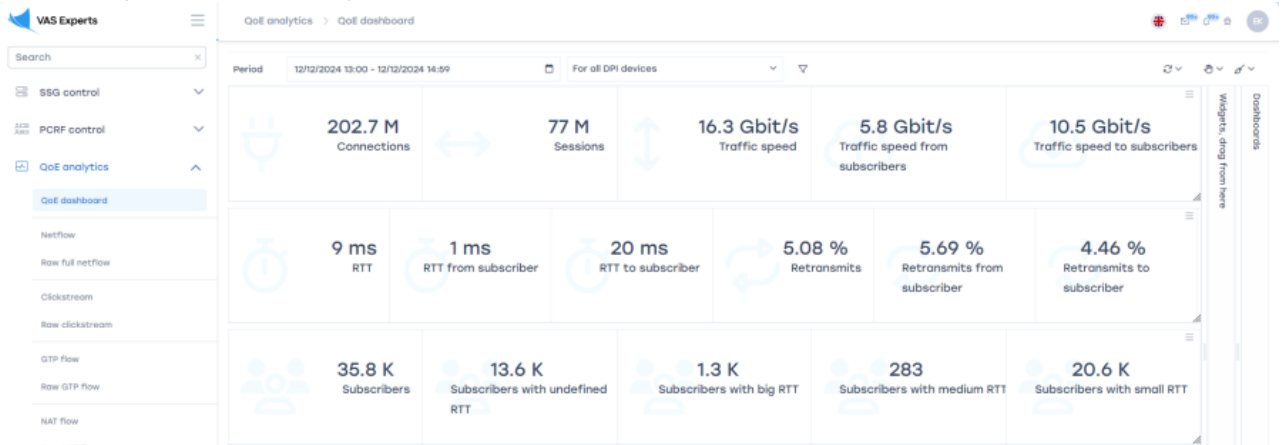 VAS Experts
QoE analytics > QoE dashboard
99+
99+
EK
Search
Period
12/12/2024 13:00 - 12/12/2024 14:59
For all DPI devices
SSG control
PCRF control
QoE analytics
QoE dashboard
Netflow
Raw full netflow
Clickstream
Raw clickstream
GTP flow
Raw GTP flow
NAT flow
202.7 M
Connections
77 M
Sessions
16.3 Gbit/s
Traffic speed
5.8 Gbit/s
Traffic speed from
subscribers
10.5 Gbit/s
Traffic speed to subscribers
9 ms
RTT
1 ms
RTT from subscriber
20 ms
RTT to subscriber
5.08 %
Retransmits
5.69 %
Retransmits from
subscriber
4.46 %
Retransmits to
subscriber
35.8 K
Subscribers
13.6 K
Subscribers with undefined
RTT
1.3 K
Subscribers with big RTT
283
Subscribers with medium RTT
20.6 K
Subscribers with small RTT
Widgets, drag from here
Dashboards